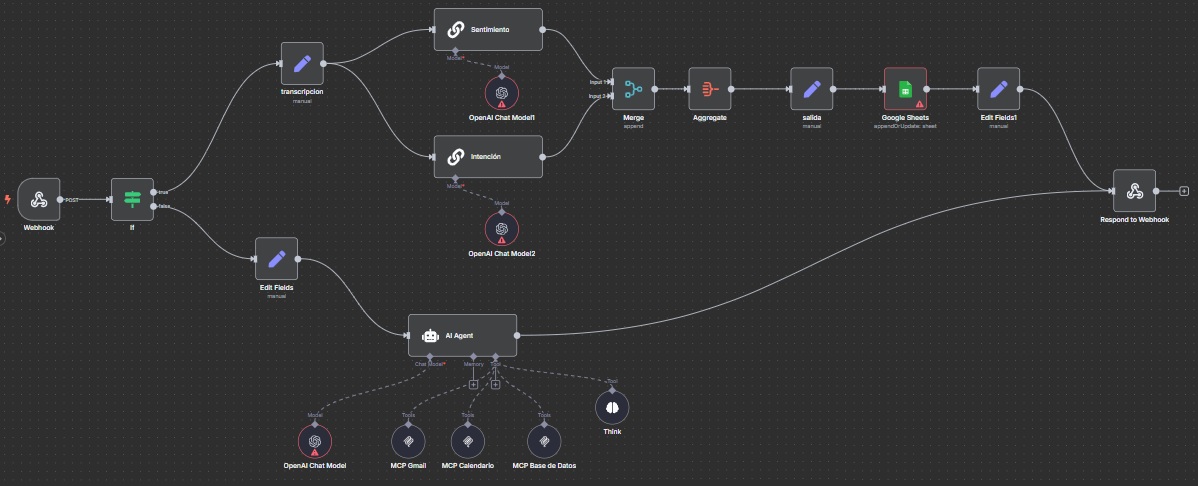 Sentimiento
Model*
Model
OpenAI Chat Model1
transcripcion
manual
Input 1
Input 2
Merge
append
Aggregate
salida
manual
Google Sheets
appendOrUpdate: sheet
Edit Fields1
manual
Intención
Model*
Model
OpenAI Chat Model2
Webhook
POST
If
true
false
Respond to Webhook
Edit Fields
manual
AI Agent
Chat Model*
Memory
Tool
Model
OpenAI Chat Model
Tools
MCP Gmail
Tools
MCP Calendario
Tools
MCP Base de Datos
Tool
Think